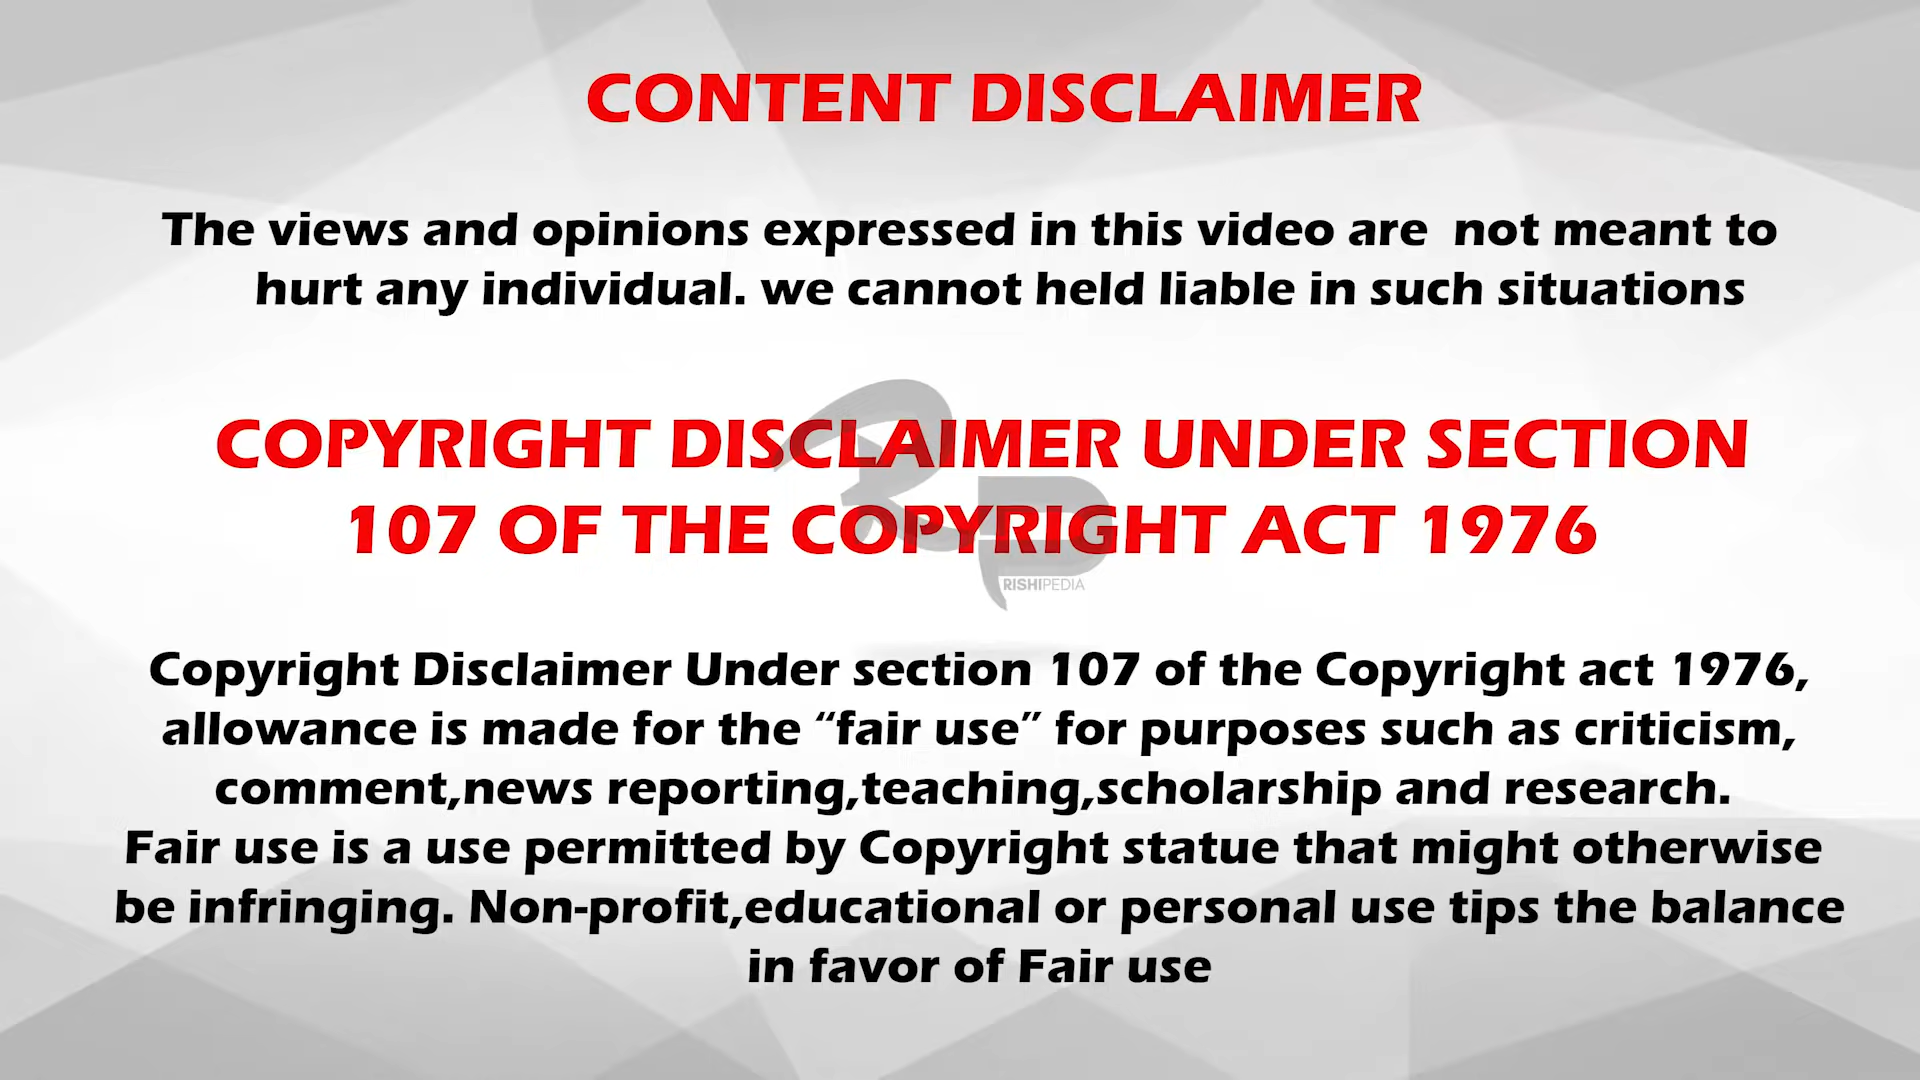 CONTENT DISCLAIMER
The views and opinions expressed in this video are not meant to
hurt any individual. we cannot held liable in such situations
COPYRIGHT DISCLAIMER UNDER SECTION
107 OF THE COPYRIGHT ACT 1976
RISHIPEDIA
Copyright Disclaimer Under section 107 of the Copyright act 1976,
allowance is made for the “fair use” for purposes such as criticism,
comment,news reporting,teaching,scholarship and research.
Fair use is a use permitted by Copyright statue that might otherwise
be infringing. Non-profit,educational or personal use tips the balance
in favor of Fair use